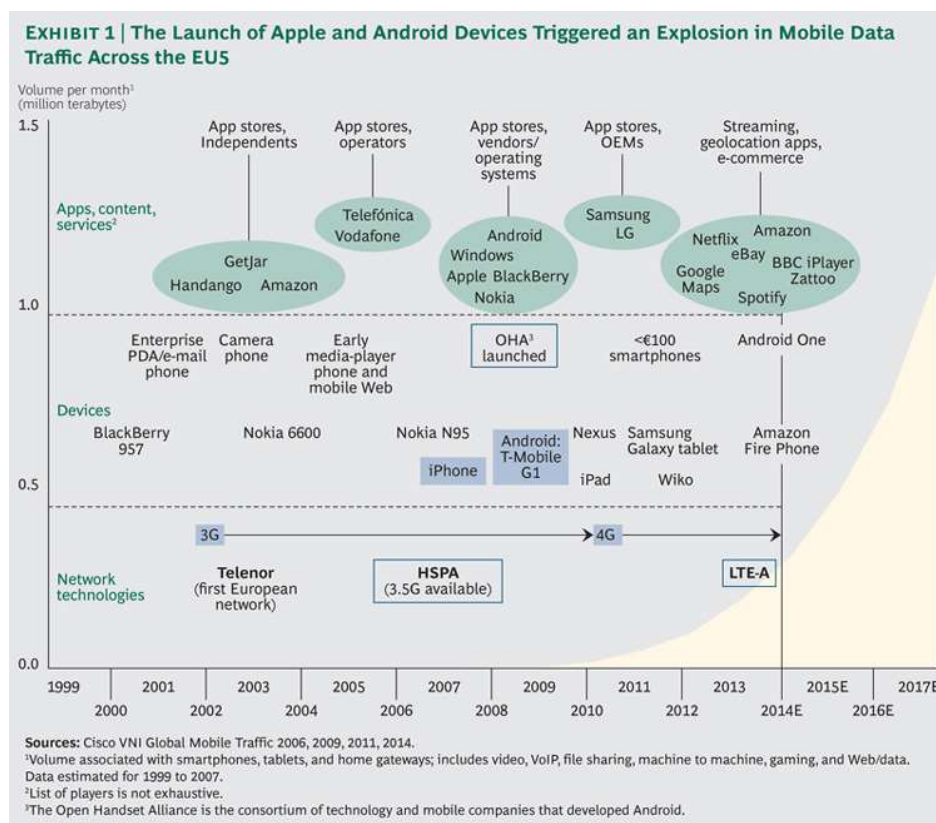 EXHIBIT 1 | The Launch of Apple and Android Devices Triggered an Explosion in Mobile Data
Traffic Across the EU5
Volume per month¹
(million terabytes)
1.5
App stores,
Independents
App stores,
operators
App stores,
vendors/
operating
systems
App stores,
OEMs
Streaming,
geolocation apps,
e-commerce
Apps, content,
services²
GetJar
Handango Amazon
Telefónica
Vodafone
Android
Windows
Apple BlackBerry
Nokia
Samsung
LG
Amazon
Netflix
eBay
BBC iPlayer
Google
Maps
Zattoo
Spotify
1.0
Enterprise
PDA/e-mail
phone
Camera
phone
Early
media-player
phone and
mobile Web
OHA³
launched
<€100
smartphones
Android One
Devices
BlackBerry
957
Nokia 6600
Nokia N95
iPhone
Android:
T-Mobile
G1
Nexus
iPad
Samsung
Galaxy tablet
Wiko
Amazon
Fire Phone
0.5
3G
4G
Network
technologies
Telenor
(first European
network)
HSPA
(3.5G available)
LTE-A
0.0
1999 2001 2003 2005 2007 2009 2011 2013 2015E 2017E
2000 2002 2004 2006 2008 2010 2012 2014E 2016E
Sources: Cisco VNI Global Mobile Traffic 2006, 2009, 2011, 2014.
¹Volume associated with smartphones, tablets, and home gateways; includes video, VoIP, file sharing, machine to machine, gaming, and Web/data.
Data estimated for 1999 to 2007.
²List of players is not exhaustive.
³The Open Handset Alliance is the consortium of technology and mobile companies that developed Android.